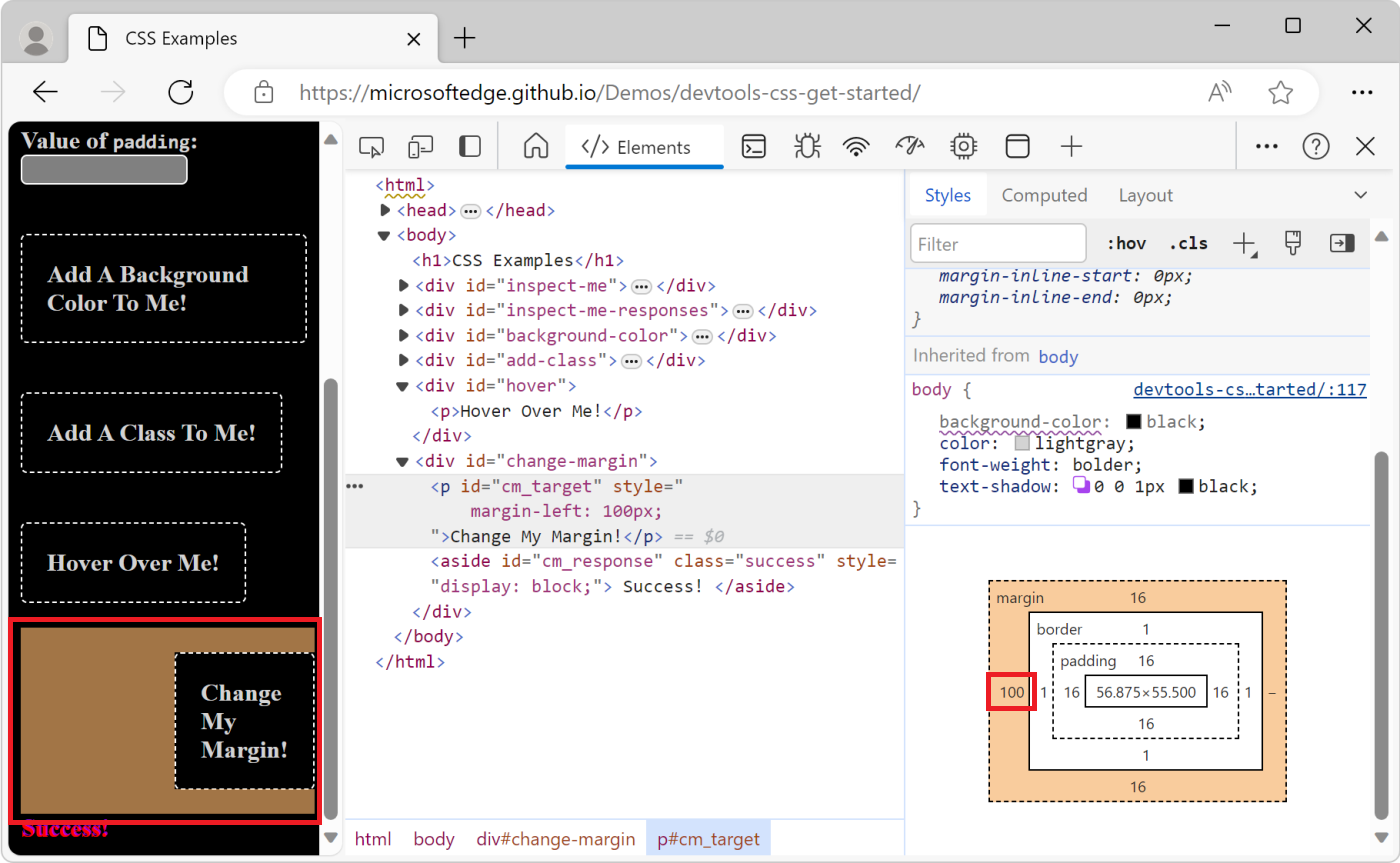 CSS Examples
https://microsoftedge.github.io/Demos/devtools-css-get-started/
Value of padding:
Add A Background
Color To Me!
Add A Class To Me!
Hover Over Me!
Change
My
Margin!
Success!
</> Elements
<html>
<head> ••• </head>
<body>
<h1>CSS Examples</h1>
<div id="inspect-me"> ••• </div>
<div id="inspect-me-responses"> ••• </div>
<div id="background-color"> ••• </div>
<div id="add-class"> ••• </div>
<div id="hover">
<p>Hover Over Me!</p>
</div>
<div id="change-margin">
••• <p id="cm_target" style="
margin-left: 100px;
">Change My Margin!</p> == $0
<aside id="cm_response" class="success" style=
"display: block;"> Success! </aside>
</div>
</body>
</html>
html body div#change-margin p#cm_target
Styles Computed Layout
Filter :hov .cls
margin-inline-start: 0px;
margin-inline-end: 0px;
}
Inherited from body
body { devtools-cs…tarted/:117
background-color: black;
color: lightgray;
font-weight: bolder;
text-shadow: 0 0 1px black;
}
margin 16
border 1
padding 16
100 1 16 56.875×55.500 16 1 –
16
1
16